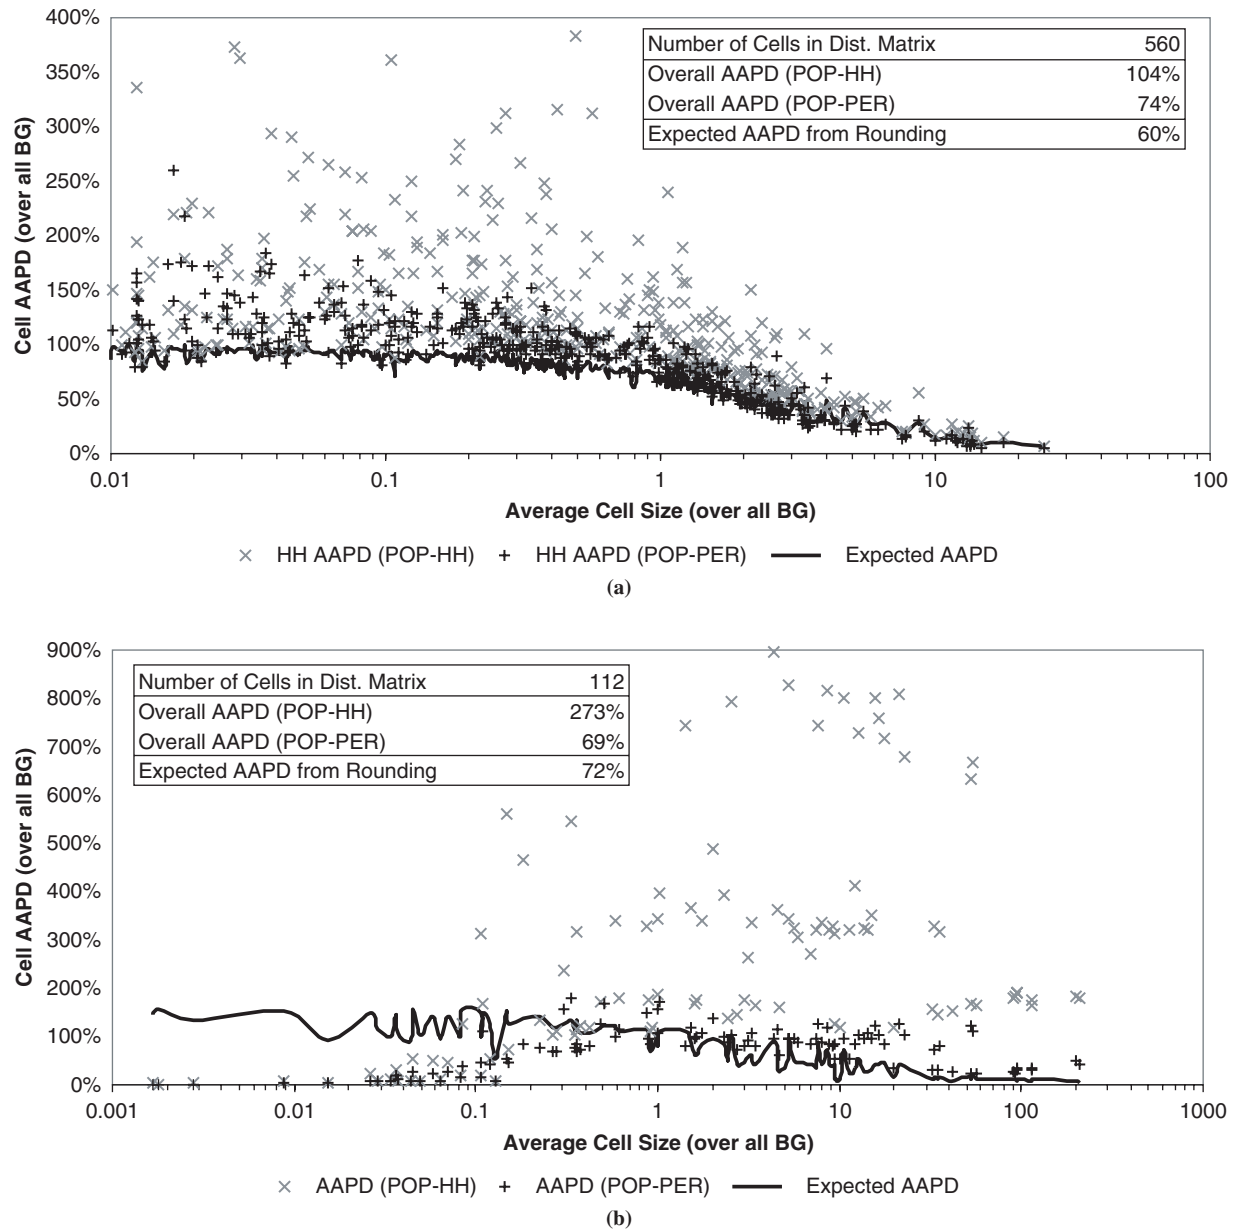 400%
350%
300%
250%
200%
150%
100%
50%
0%
Cell AAPD (over all BG)
Number of Cells in Dist. Matrix 560
Overall AAPD (POP-HH) 104%
Overall AAPD (POP-PER) 74%
Expected AAPD from Rounding 60%
0.01 0.1 1 10 100
Average Cell Size (over all BG)
HH AAPD (POP-HH) HH AAPD (POP-PER) Expected AAPD
(a)
900%
800%
700%
600%
500%
400%
300%
200%
100%
0%
Cell AAPD (over all BG)
Number of Cells in Dist. Matrix 112
Overall AAPD (POP-HH) 273%
Overall AAPD (POP-PER) 69%
Expected AAPD from Rounding 72%
0.001 0.01 0.1 1 10 100 1000
Average Cell Size (over all BG)
AAPD (POP-HH) AAPD (POP-PER) Expected AAPD
(b)